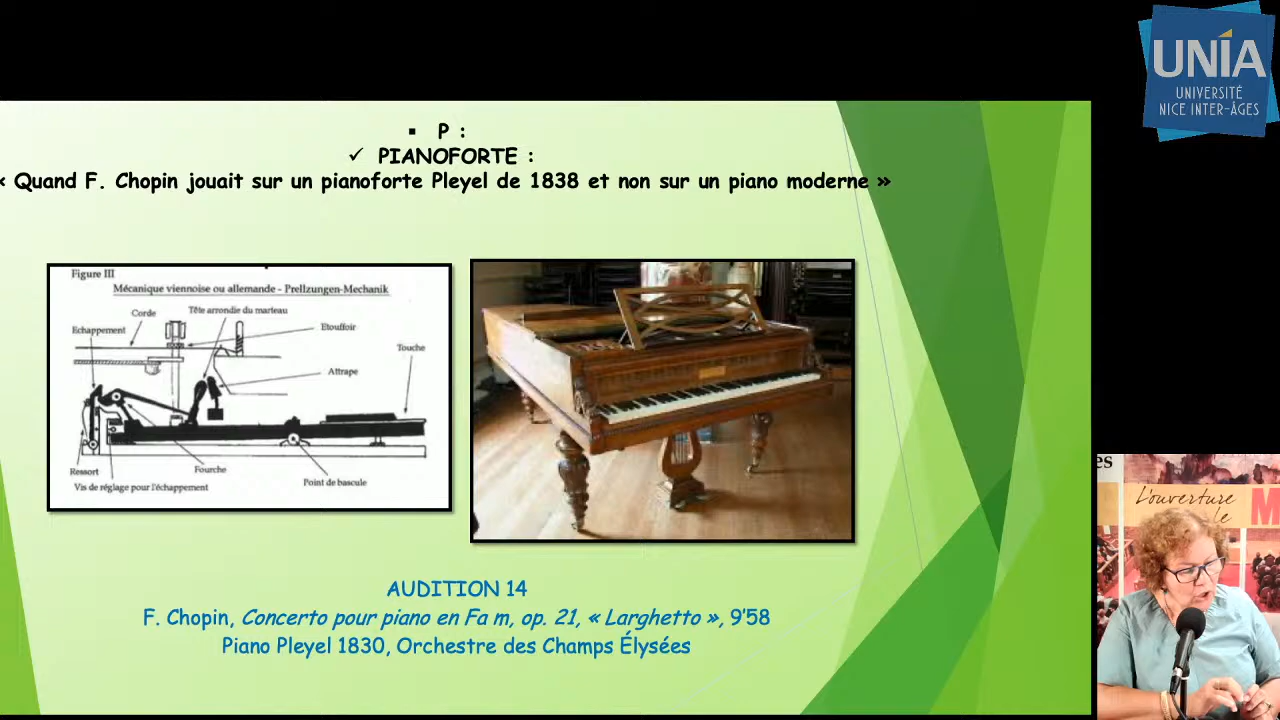 UNIA
UNIVERSITÉ
NICE INTER-ÂGES
▪ P :
✓ PIANOFORTE :
« Quand F. Chopin jouait sur un pianoforte Pleyel de 1838 et non sur un piano moderne »
Figure III
Mécanique viennoise ou allemande - Prellzungen-Mechanik
Corde
Tête arrondie du marteau
Echappement
Etouffoir
Touche
Attrape
Ressort
Fourche
Vis de réglage pour l'échappement
Point de bascule
AUDITION 14
F. Chopin, Concerto pour piano en Fa m, op. 21, « Larghetto », 9'58
Piano Pleyel 1830, Orchestre des Champs Élysées
es
L'ouverture
le
M